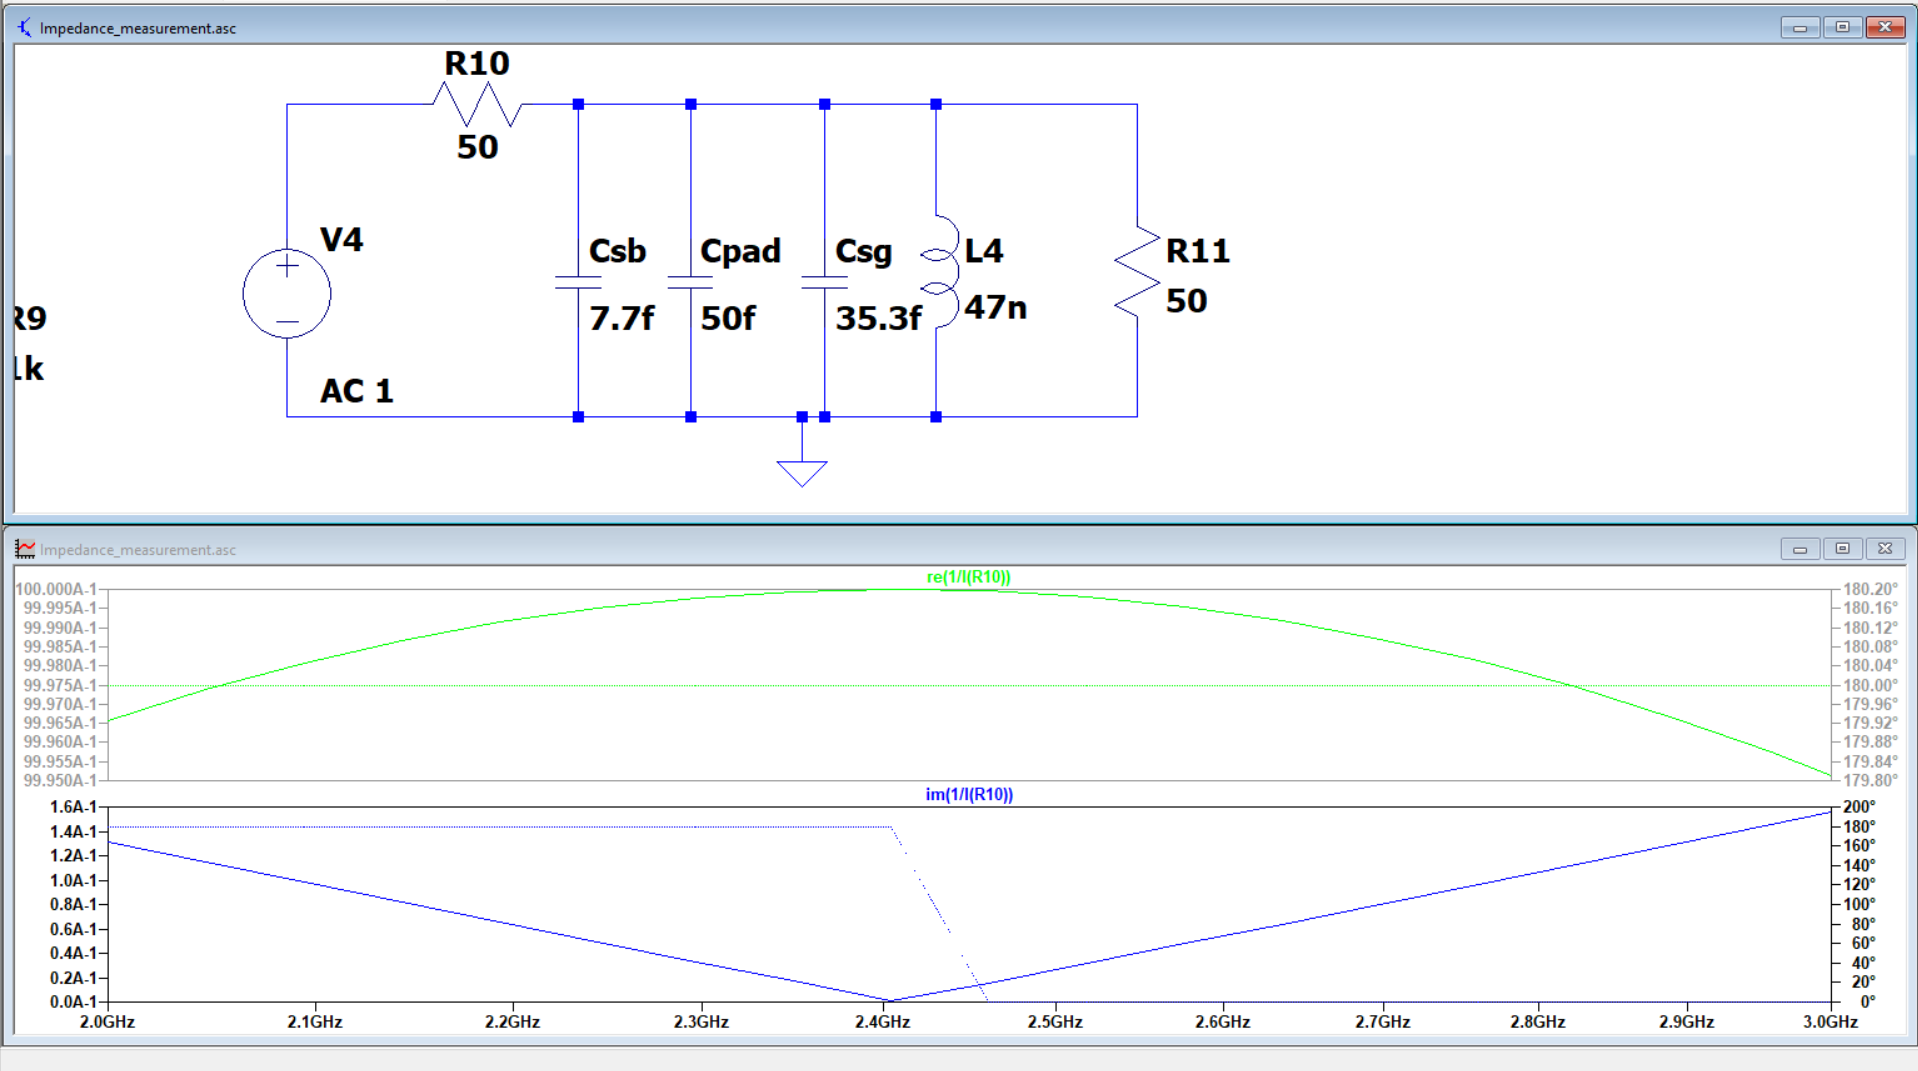 Impedance_measurement.asc
R10
50
V4
AC 1
R9
1k
Csb
7.7f
Cpad
50f
Csg
35.3f
L4
47n
R11
50
Impedance_measurement.asc
re(1/I(R10))
100.000A-1
99.995A-1
99.990A-1
99.985A-1
99.980A-1
99.975A-1
99.970A-1
99.965A-1
99.960A-1
99.955A-1
99.950A-1
180.20°
180.16°
180.12°
180.08°
180.04°
180.00°
179.96°
179.92°
179.88°
179.84°
179.80°
im(1/I(R10))
1.6A-1
1.4A-1
1.2A-1
1.0A-1
0.8A-1
0.6A-1
0.4A-1
0.2A-1
0.0A-1
200°
180°
160°
140°
120°
100°
80°
60°
40°
20°
0°
2.0GHz 2.1GHz 2.2GHz 2.3GHz 2.4GHz 2.5GHz 2.6GHz 2.7GHz 2.8GHz 2.9GHz 3.0GHz